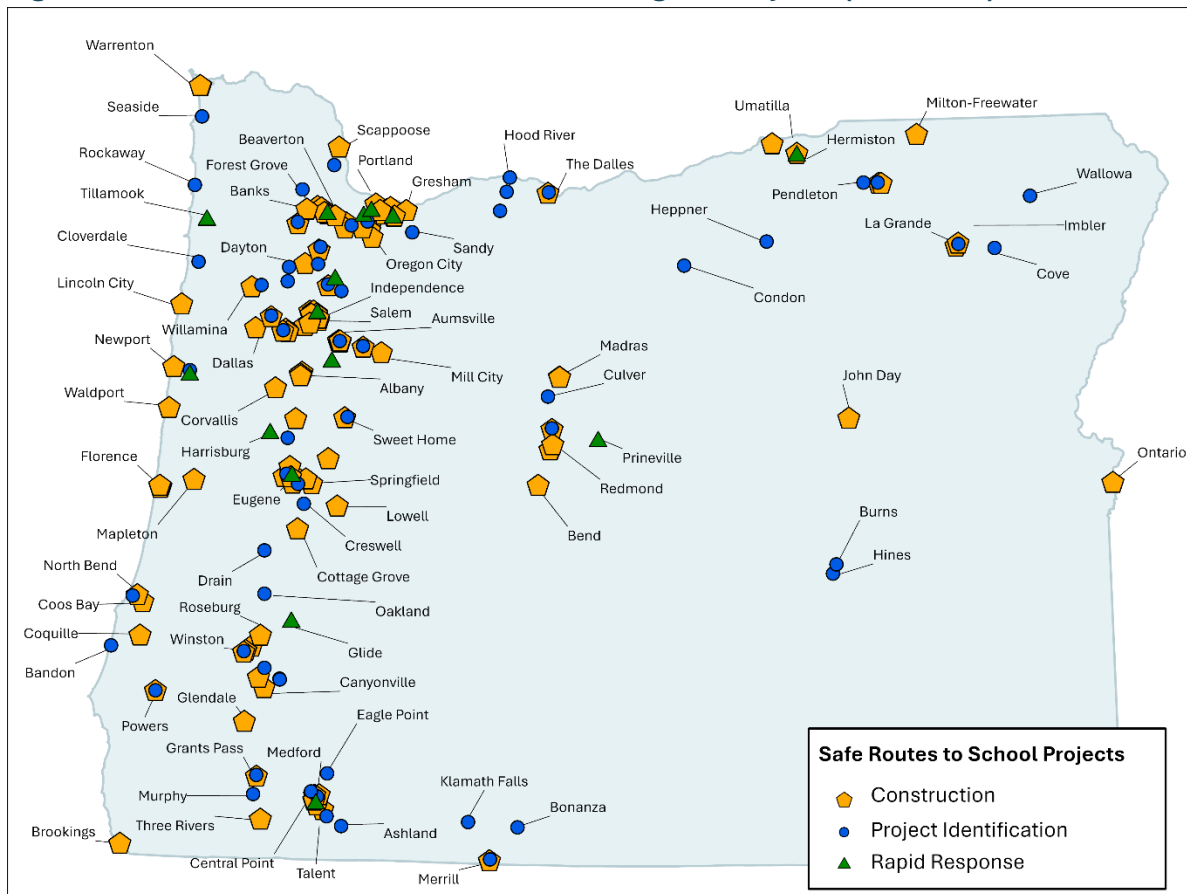 Warrenton
Seaside
Rockaway
Tillamook
Cloverdale
Lincoln City
Newport
Waldport
Florence
Mapleton
North Bend
Coos Bay
Coquille
Bandon
Powers
Brookings
Beaverton
Forest Grove
Banks
Dayton
Willamina
Dallas
Corvallis
Harrisburg
Eugene
Drain
Roseburg
Winston
Glendale
Grants Pass
Murphy
Three Rivers
Central Point
Medford
Talent
Scappoose
Portland
Gresham
Hood River
The Dalles
Sandy
Oregon City
Independence
Salem
Aumsville
Mill City
Albany
Sweet Home
Springfield
Lowell
Creswell
Cottage Grove
Oakland
Glide
Canyonville
Eagle Point
Ashland
Klamath Falls
Bonanza
Merrill
Madras
Culver
Prineville
Redmond
Bend
Umatilla
Milton-Freewater
Hermiston
Pendleton
Heppner
Condon
La Grande
Wallowa
Imbler
Cove
John Day
Ontario
Burns
Hines
Safe Routes to School Projects
Construction
Project Identification
Rapid Response